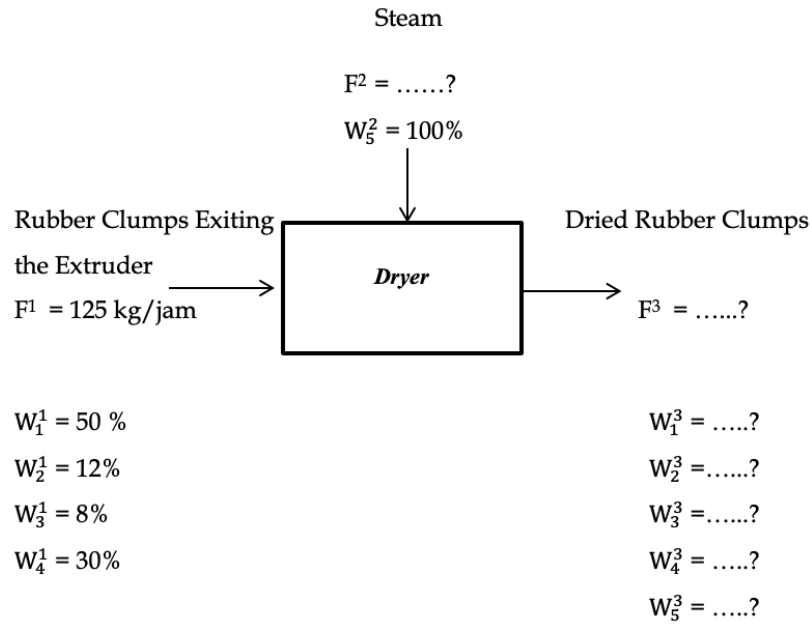 Steam
F² = ……?
W₅² = 100%
Rubber Clumps Exiting
the Extruder
F¹ = 125 kg/jam
Dryer
Dried Rubber Clumps
F³ = …...?
W₁¹ = 50 %
W₂¹ = 12%
W₃¹ = 8%
W₄¹ = 30%
W₁³ = …..?
W₂³ =…...?
W₃³ =…...?
W₄³ = …..?
W₅³ = …..?